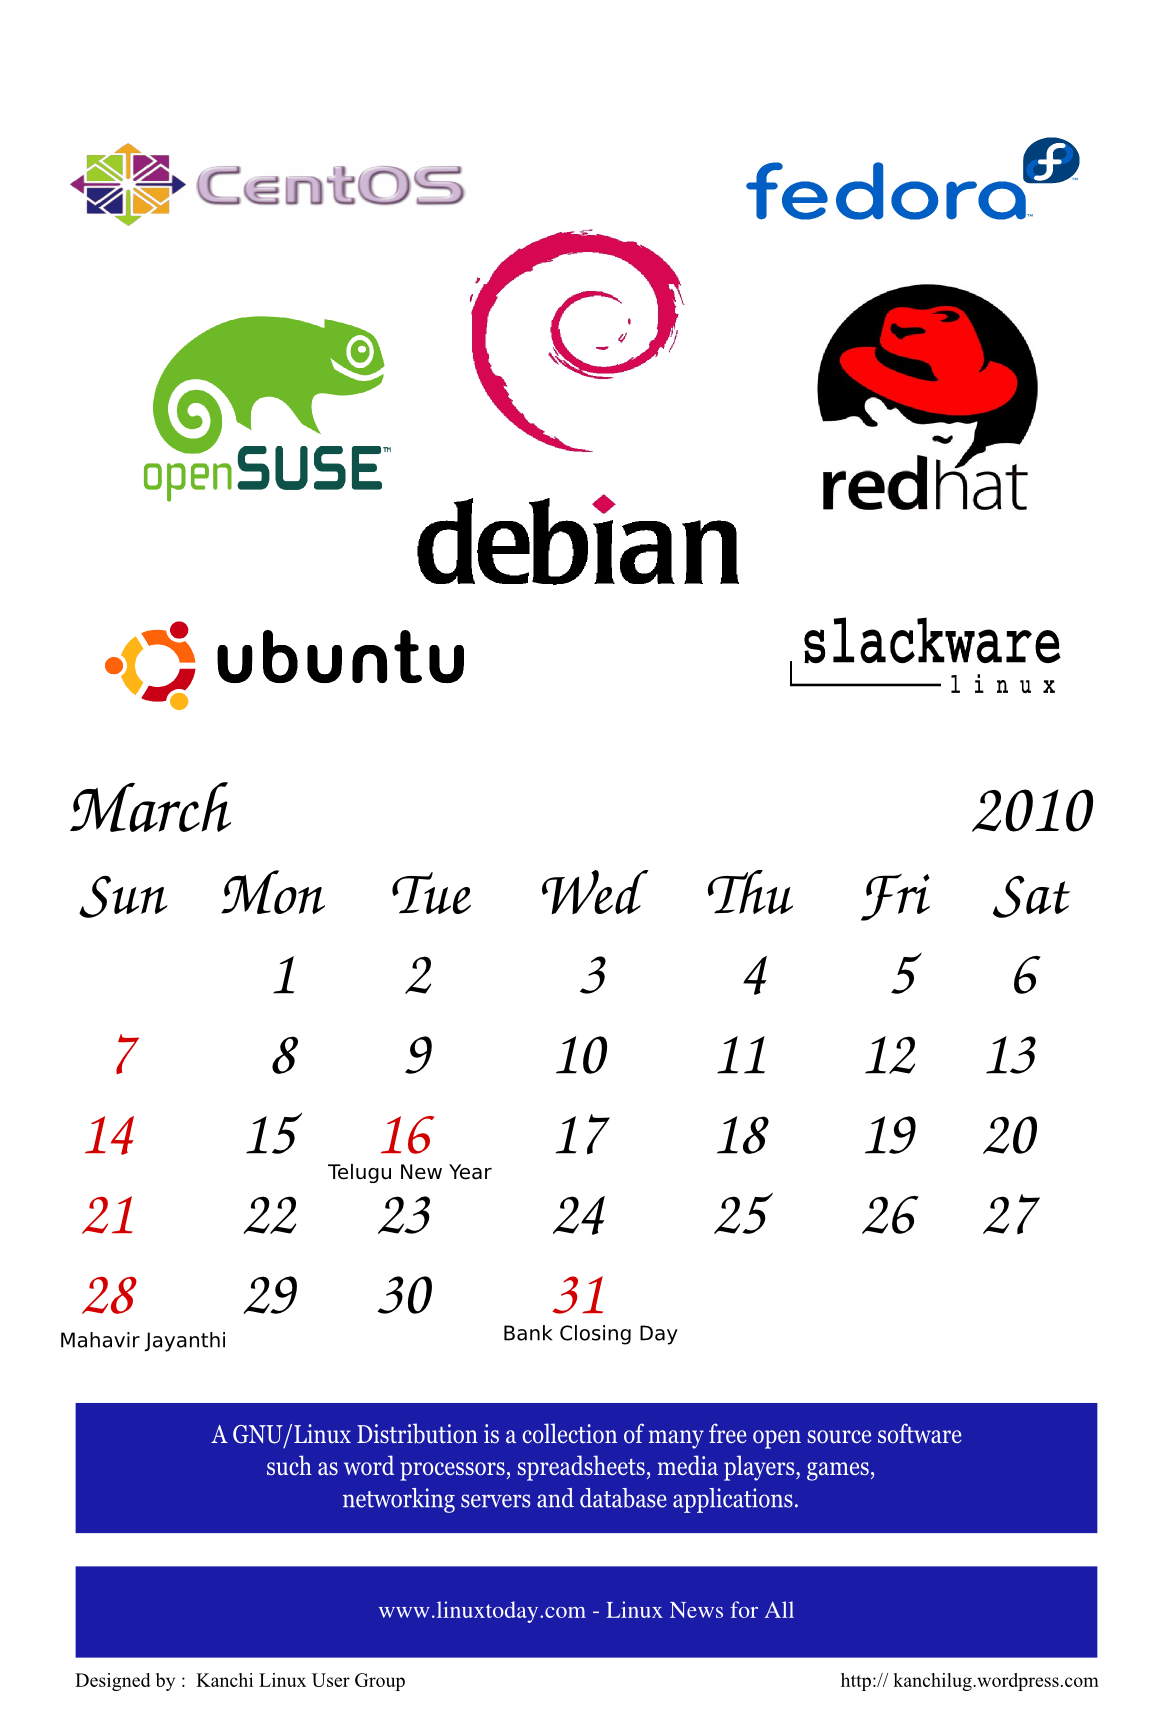 CentOS
fedora™
openSUSE™
debian
redhat
ubuntu
slackware
linux
March 2010
Sun Mon Tue Wed Thu Fri Sat
1 2 3 4 5 6
7 8 9 10 11 12 13
14 15 16 17 18 19 20
Telugu New Year
21 22 23 24 25 26 27
28 29 30 31
Mahavir Jayanthi Bank Closing Day
A GNU/Linux Distribution is a collection of many free open source software
such as word processors, spreadsheets, media players, games,
networking servers and database applications.
www.linuxtoday.com - Linux News for All
Designed by : Kanchi Linux User Group http:// kanchilug.wordpress.com